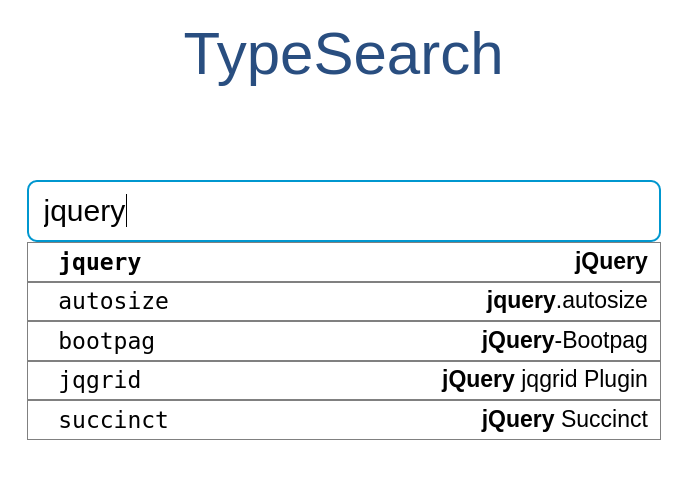 TypeSearch
jquery
jquery jQuery
autosize jquery.autosize
bootpag jQuery-Bootpag
jqgrid jQuery jqgrid Plugin
succinct jQuery Succinct